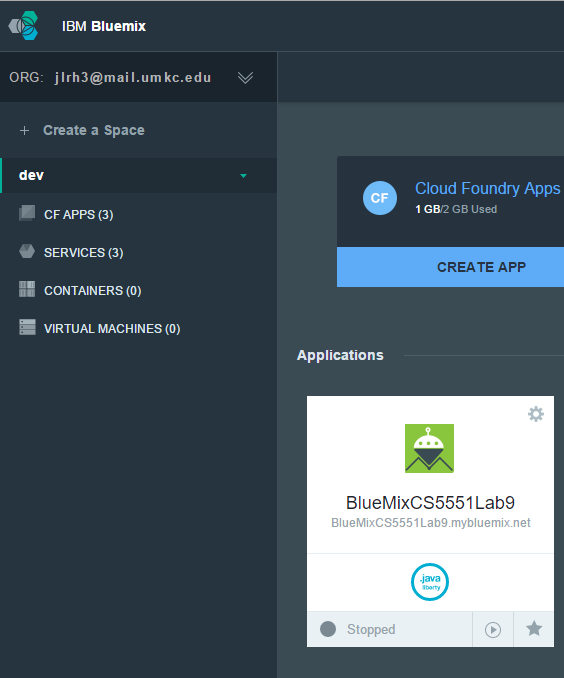 IBM Bluemix
ORG: jlrh3@mail.umkc.edu
+ Create a Space
dev
CF APPS (3)
SERVICES (3)
CONTAINERS (0)
VIRTUAL MACHINES (0)
CF
Cloud Foundry Apps
1 GB/2 GB Used
CREATE APP
Applications
BlueMixCS5551Lab9
BlueMixCS5551Lab9.mybluemix.net
.java
liberty
Stopped